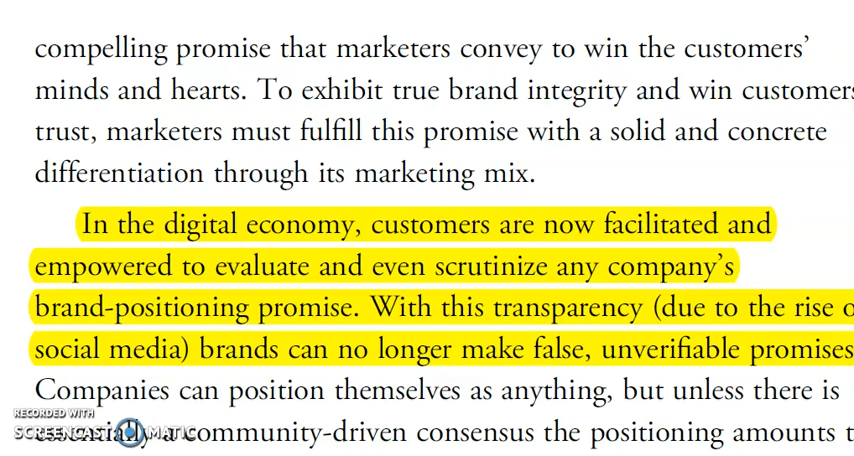 compelling promise that marketers convey to win the customers'
minds and hearts. To exhibit true brand integrity and win customers
trust, marketers must fulfill this promise with a solid and concrete
differentiation through its marketing mix.
In the digital economy, customers are now facilitated and
empowered to evaluate and even scrutinize any company's
brand-positioning promise. With this transparency (due to the rise o
social media) brands can no longer make false, unverifiable promises
Companies can position themselves as anything, but unless there is
RECORDED WITH
essentially a community-driven consensus the positioning amounts t
SCREENCAST MATIC